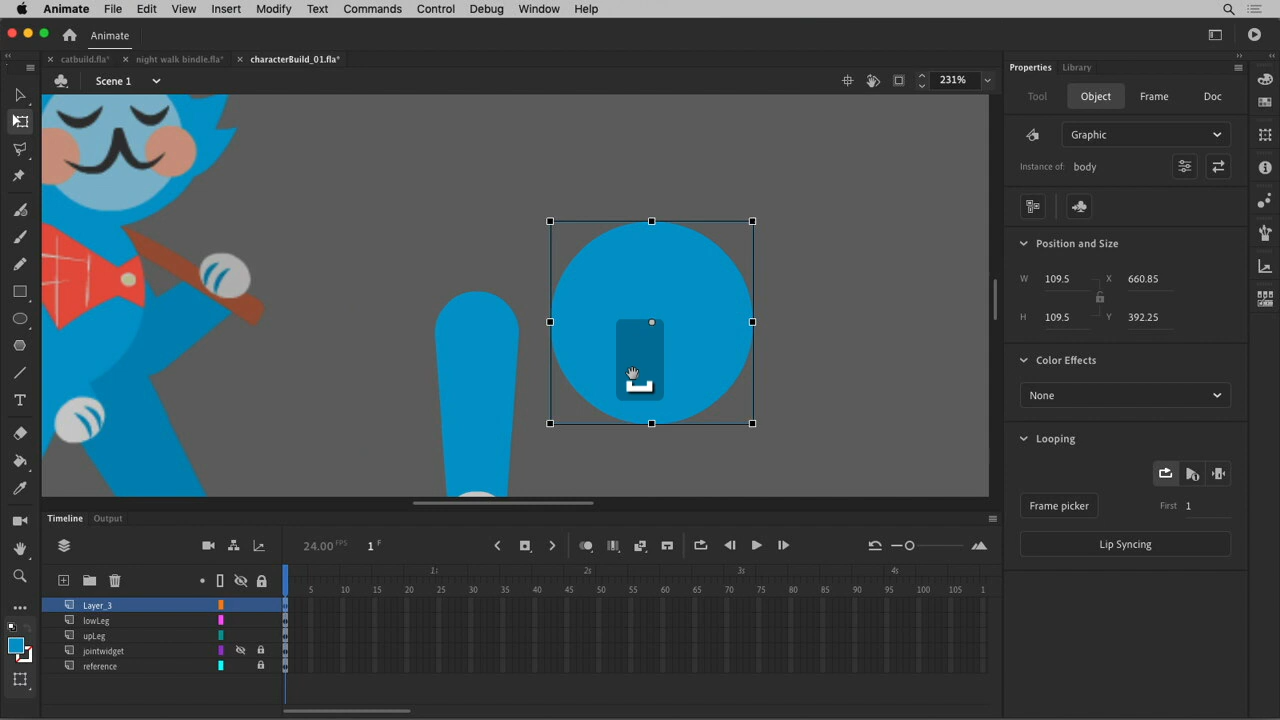 Animate File Edit View Insert Modify Text Commands Control Debug Window Help
Animate
catbuild.fla* night walk bindle.fla* characterBuild_01.fla*
Scene 1 231%
Properties Library
Tool Object Frame Doc
Graphic
Instance of: body
Position and Size
W 109.5 X 660.85
H 109.5 Y 392.25
Color Effects
None
Looping
Frame picker First 1
Lip Syncing
Timeline Output
24.00 FPS 1 F
1s 2s 3s 4s
5 10 15 20 25 30 35 40 45 50 55 60 65 70 75 80 85 90 95 100 1
Layer_3
lowLeg
upLeg
jointwidget
reference